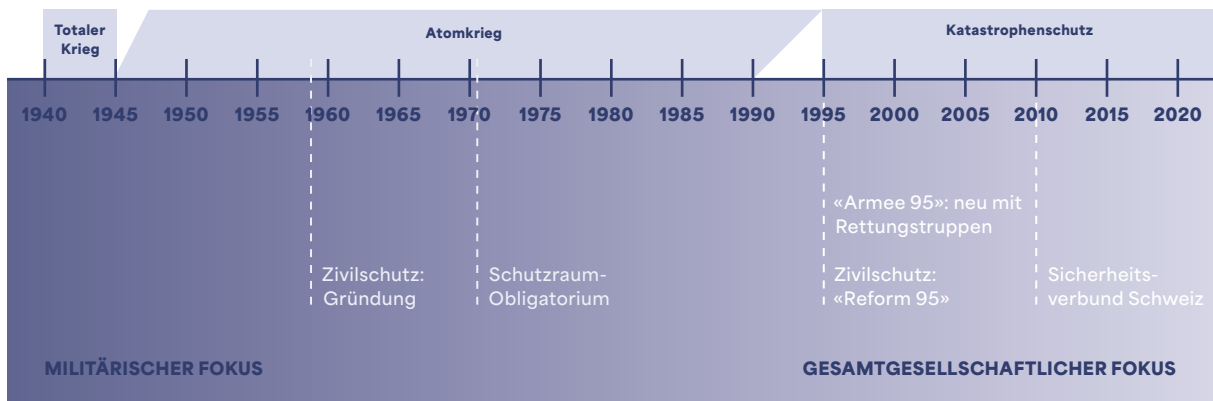 Totaler
Krieg
Atomkrieg
Katastrophenschutz
1940 1945 1950 1955 1960 1965 1970 1975 1980 1985 1990 1995 2000 2005 2010 2015 2020
«Armee 95»: neu mit
Rettungstruppen
Zivilschutz:
Gründung
Schutzraum-
Obligatorium
Zivilschutz:
«Reform 95»
Sicherheits-
verbund Schweiz
MILITÄRISCHER FOKUS
GESAMTGESELLSCHAFTLICHER FOKUS